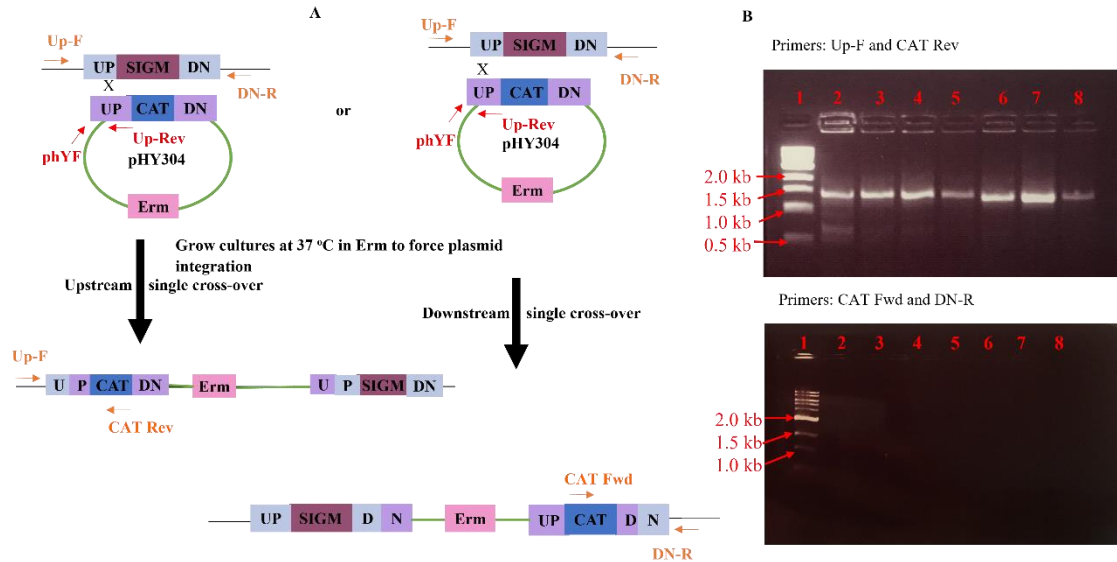 A
Up-F
UP SIGM DN
DN-R
X
UP CAT DN
phYF
Up-Rev
pHY304
Erm
or
Up-F
UP SIGM DN
DN-R
X
UP CAT DN
phYF
Up-Rev
pHY304
Erm
Grow cultures at 37 °C in Erm to force plasmid
integration
Upstream single cross-over
Downstream single cross-over
Up-F
U P CAT DN Erm U P SIGM DN
CAT Rev
CAT Fwd
UP SIGM D N Erm UP CAT D N
DN-R
B
Primers: Up-F and CAT Rev
1 2 3 4 5 6 7 8
2.0 kb
1.5 kb
1.0 kb
0.5 kb
Primers: CAT Fwd and DN-R
1 2 3 4 5 6 7 8
2.0 kb
1.5 kb
1.0 kb